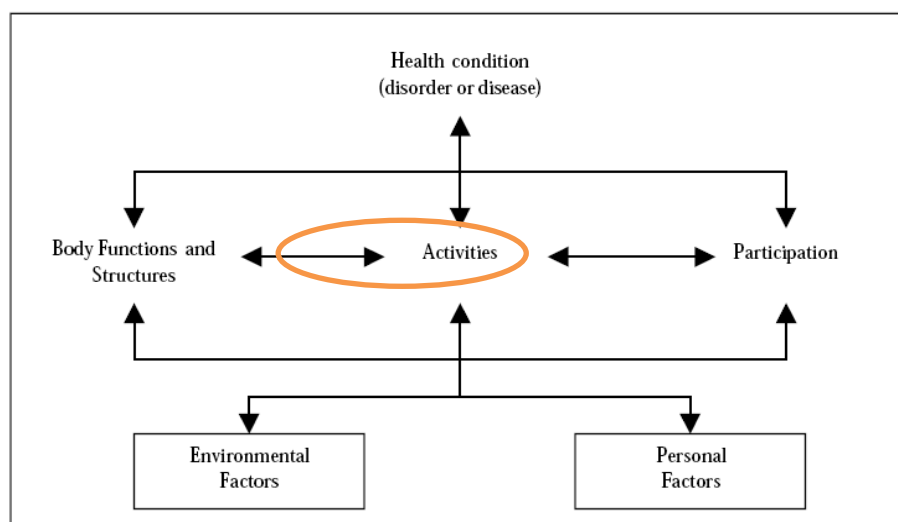 Health condition
(disorder or disease)
Body Functions and
Structures
Activities
Participation
Environmental
Factors
Personal
Factors